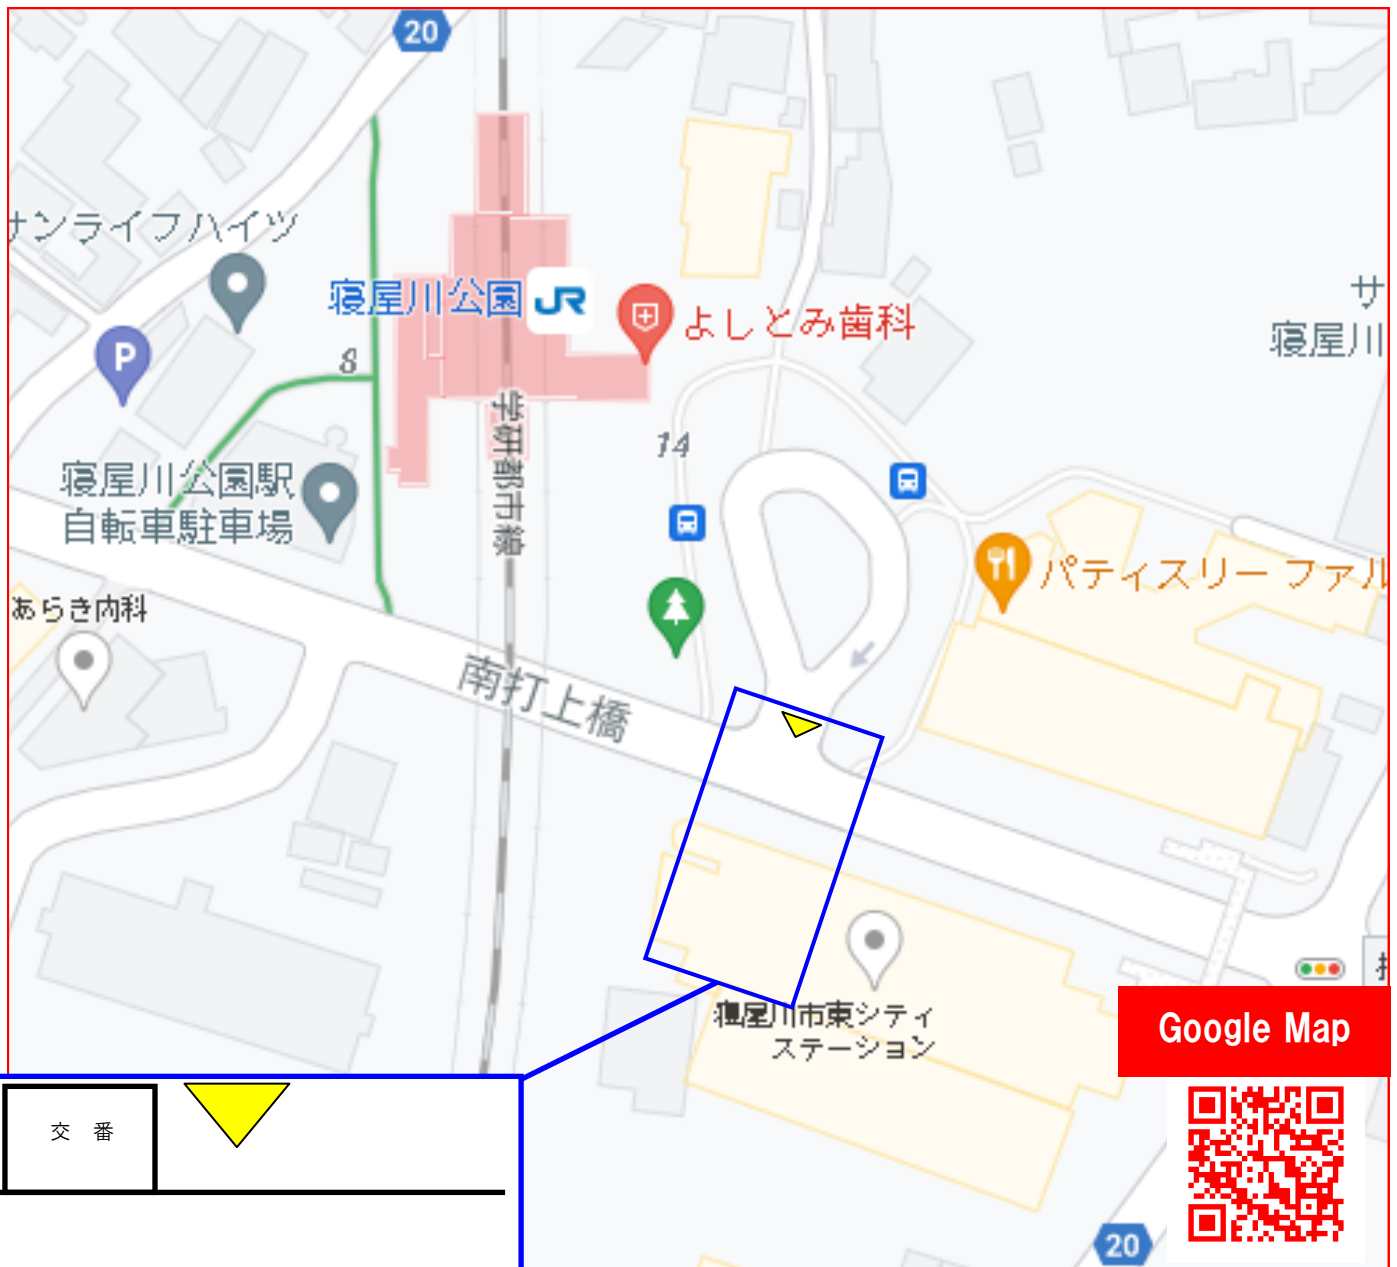 20
サンライフハイツ
寝屋川公園
JR
よしとみ歯科
サ
寝屋川
P
8
学研都市線
14
寝屋川公園駅
自転車駐車場
パティスリー ファル
あらき内科
南打上橋
寝屋川市東シティ
ステーション
Google Map
交 番
20